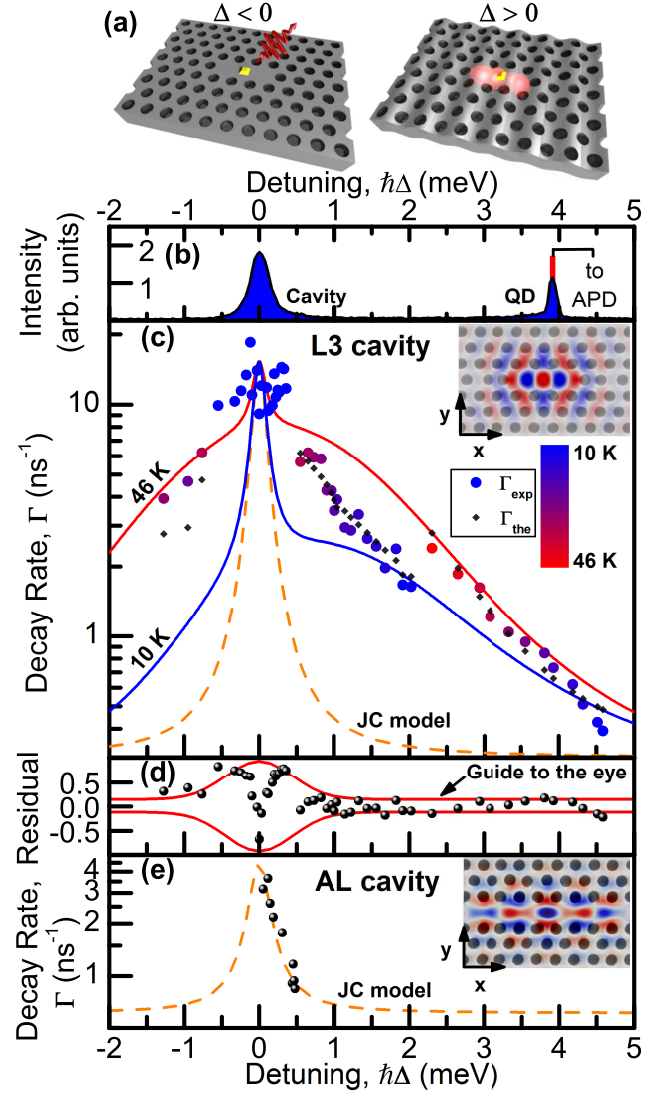 (a)
Δ < 0
Δ > 0
Detuning, ℏΔ (meV)
-2 -1 0 1 2 3 4 5
Intensity
(arb. units)
2
1
(b)
Cavity
QD
to
APD
(c)
L3 cavity
y
x
Decay Rate, Γ (ns⁻¹)
10
1
46 K
10 K
Γexp
Γthe
10 K
46 K
JC model
Residual
0.5
0.0
-0.5
(d)
Guide to the eye
Decay Rate,
Γ (ns⁻¹)
4
3
2
1
(e)
AL cavity
y
x
JC model
-2 -1 0 1 2 3 4 5
Detuning, ℏΔ (meV)